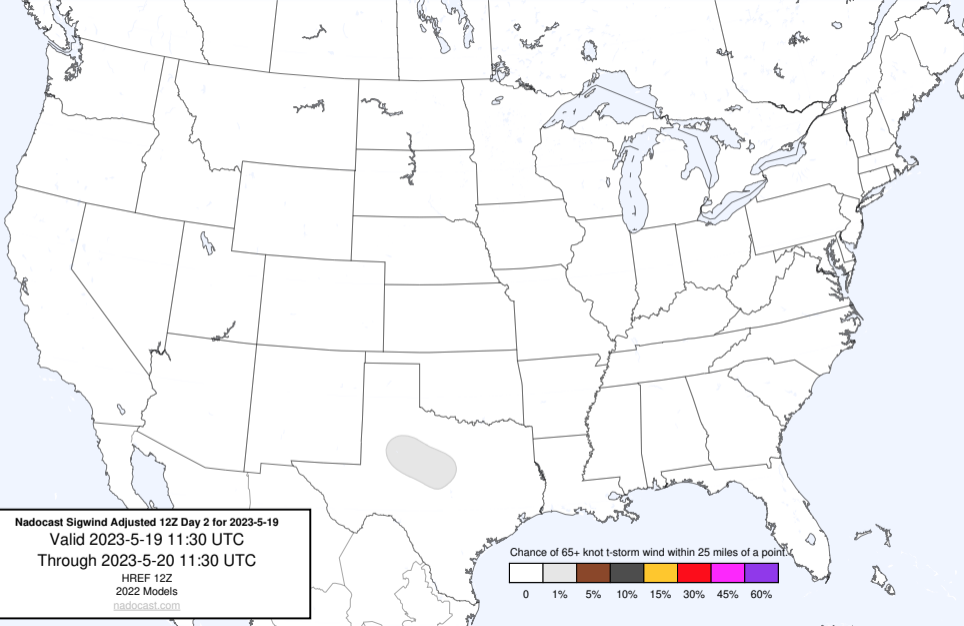 Nadocast Sigwind Adjusted 12Z Day 2 for 2023-5-19
Valid 2023-5-19 11:30 UTC
Through 2023-5-20 11:30 UTC
HREF 12Z
2022 Models
nadocast.com
Chance of 65+ knot t-storm wind within 25 miles of a point.
0 1% 5% 10% 15% 30% 45% 60%